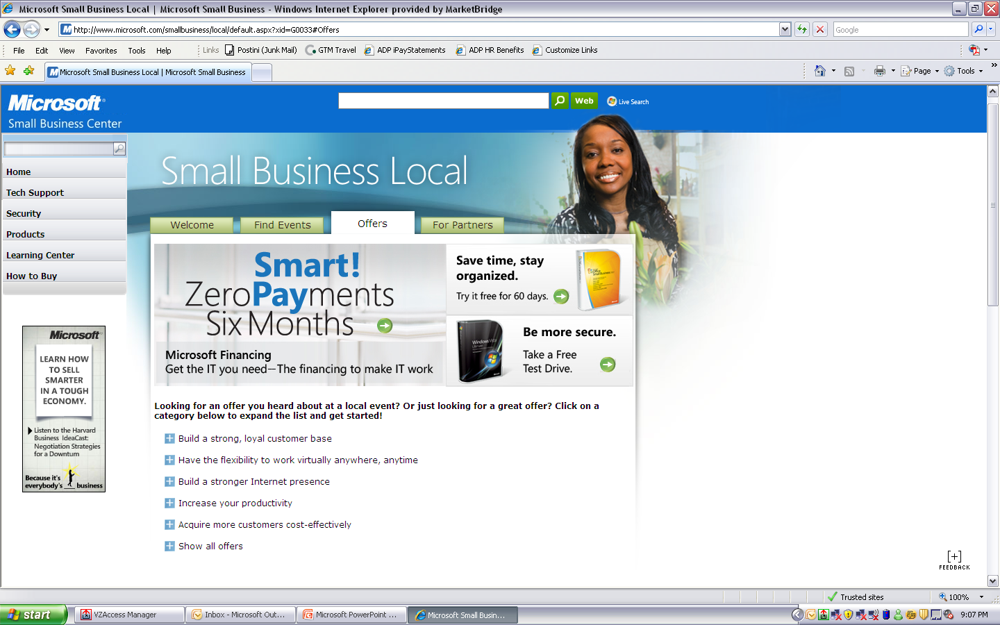 Microsoft Small Business Local | Microsoft Small Business - Windows Internet Explorer provided by MarketBridge
http://www.microsoft.com/smallbusiness/local/default.aspx?xid=G0033#Offers
Google
File Edit View Favorites Tools Help
Links Postini (Junk Mail) GTM Travel ADP iPayStatements ADP HR Benefits Customize Links
Microsoft Small Business Local | Microsoft Small Business
Page Tools
Microsoft
Small Business Center
Web
Live Search
Home
Tech Support
Security
Products
Learning Center
How to Buy
Small Business Local
Welcome
Find Events
Offers
For Partners
Smart!
ZeroPayments
Six Months
Microsoft Financing
Get the IT you need—The financing to make IT work
Save time, stay
organized.
Try it free for 60 days.
Be more secure.
Take a Free
Test Drive.
Windows Vista
Microsoft
LEARN HOW
TO SELL
SMARTER
IN A TOUGH
ECONOMY.
Listen to the Harvard
Business IdeaCast:
Negotiation Strategies
for a Downturn
Because it's
everybody's business
Looking for an offer you heard about at a local event? Or just looking for a great offer? Click on a
category below to expand the list and get started!
Build a strong, loyal customer base
Have the flexibility to work virtually anywhere, anytime
Build a stronger Internet presence
Increase your productivity
Acquire more customers cost-effectively
Show all offers
[+]
FEEDBACK
Trusted sites
100%
start
VZAccess Manager
Inbox - Microsoft Out...
Microsoft PowerPoint ...
Microsoft Small Busin...
9:07 PM